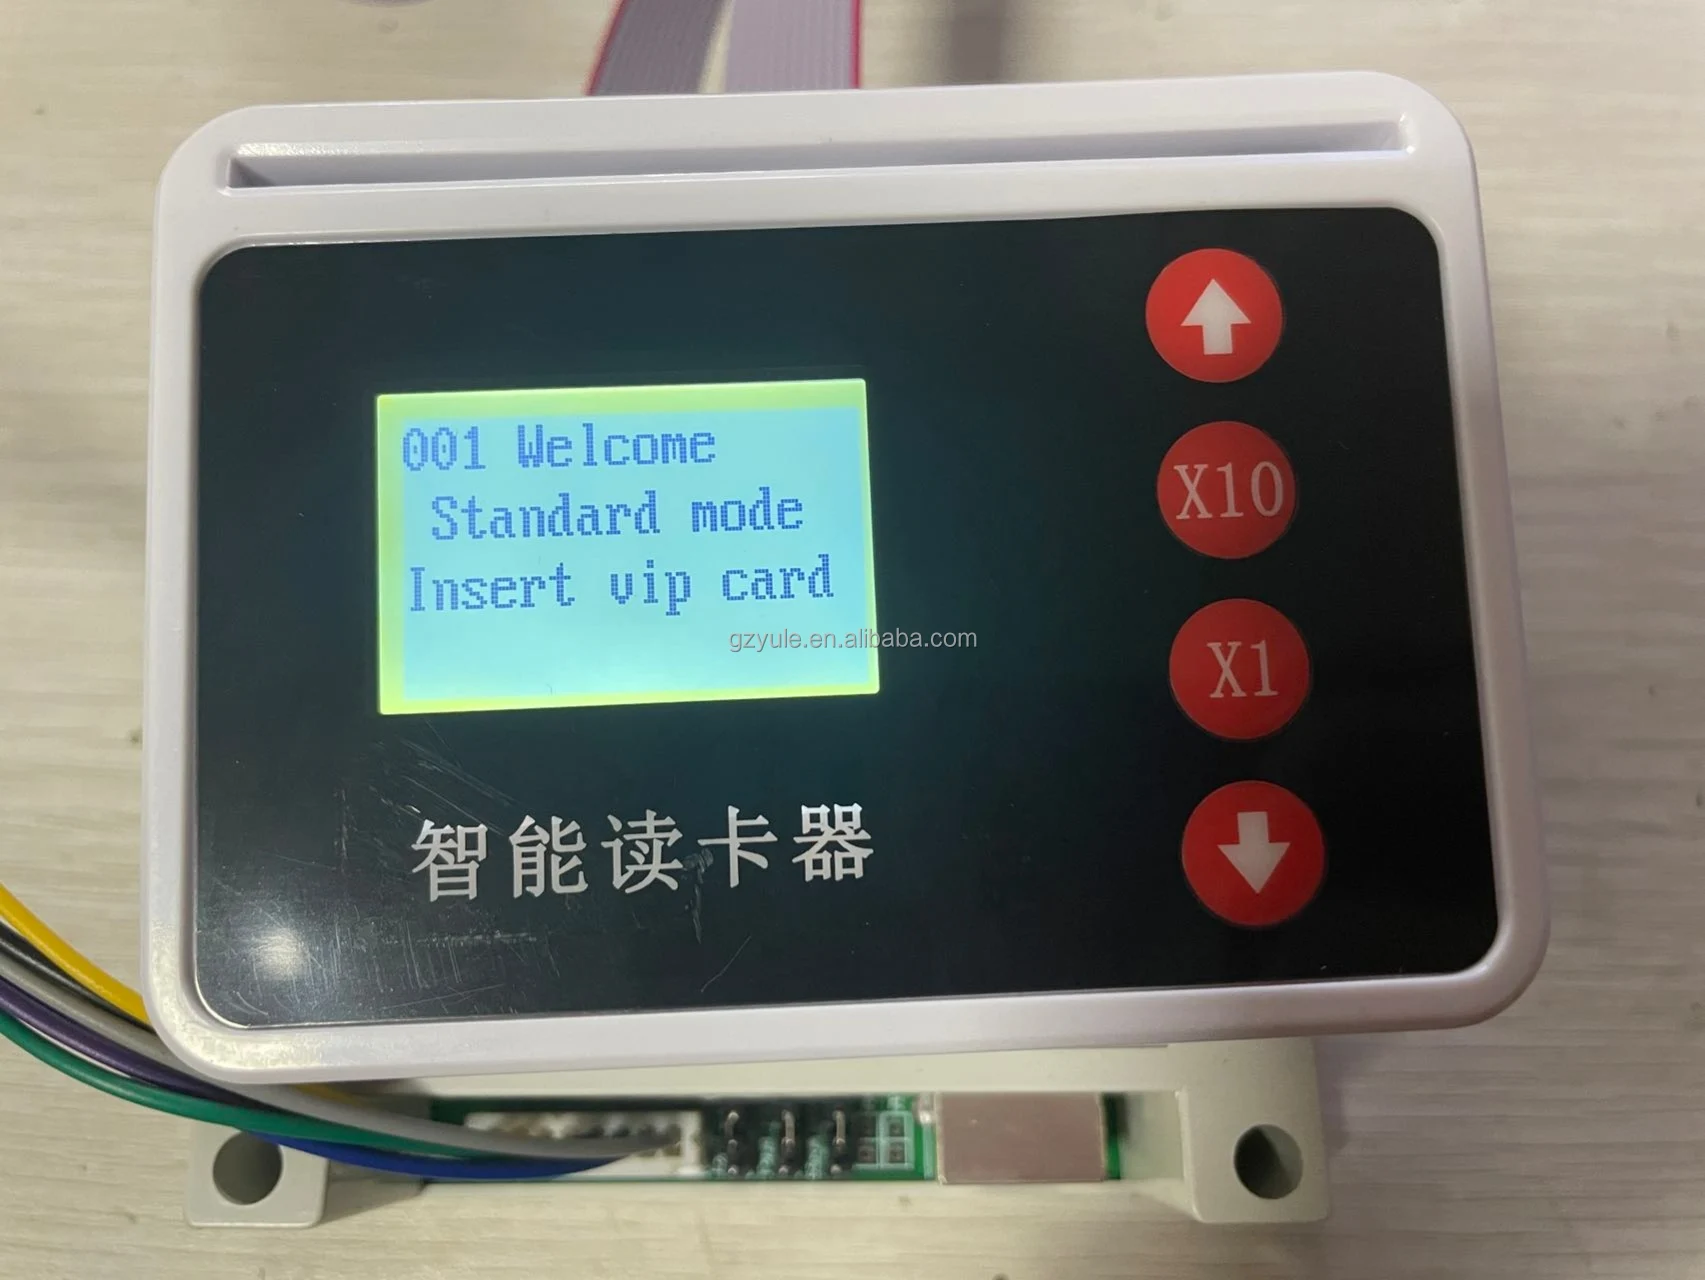 001 Welcome
Standard mode
Insert vip card
gzyule.en.alibaba.com
X10
X1
智能读卡器